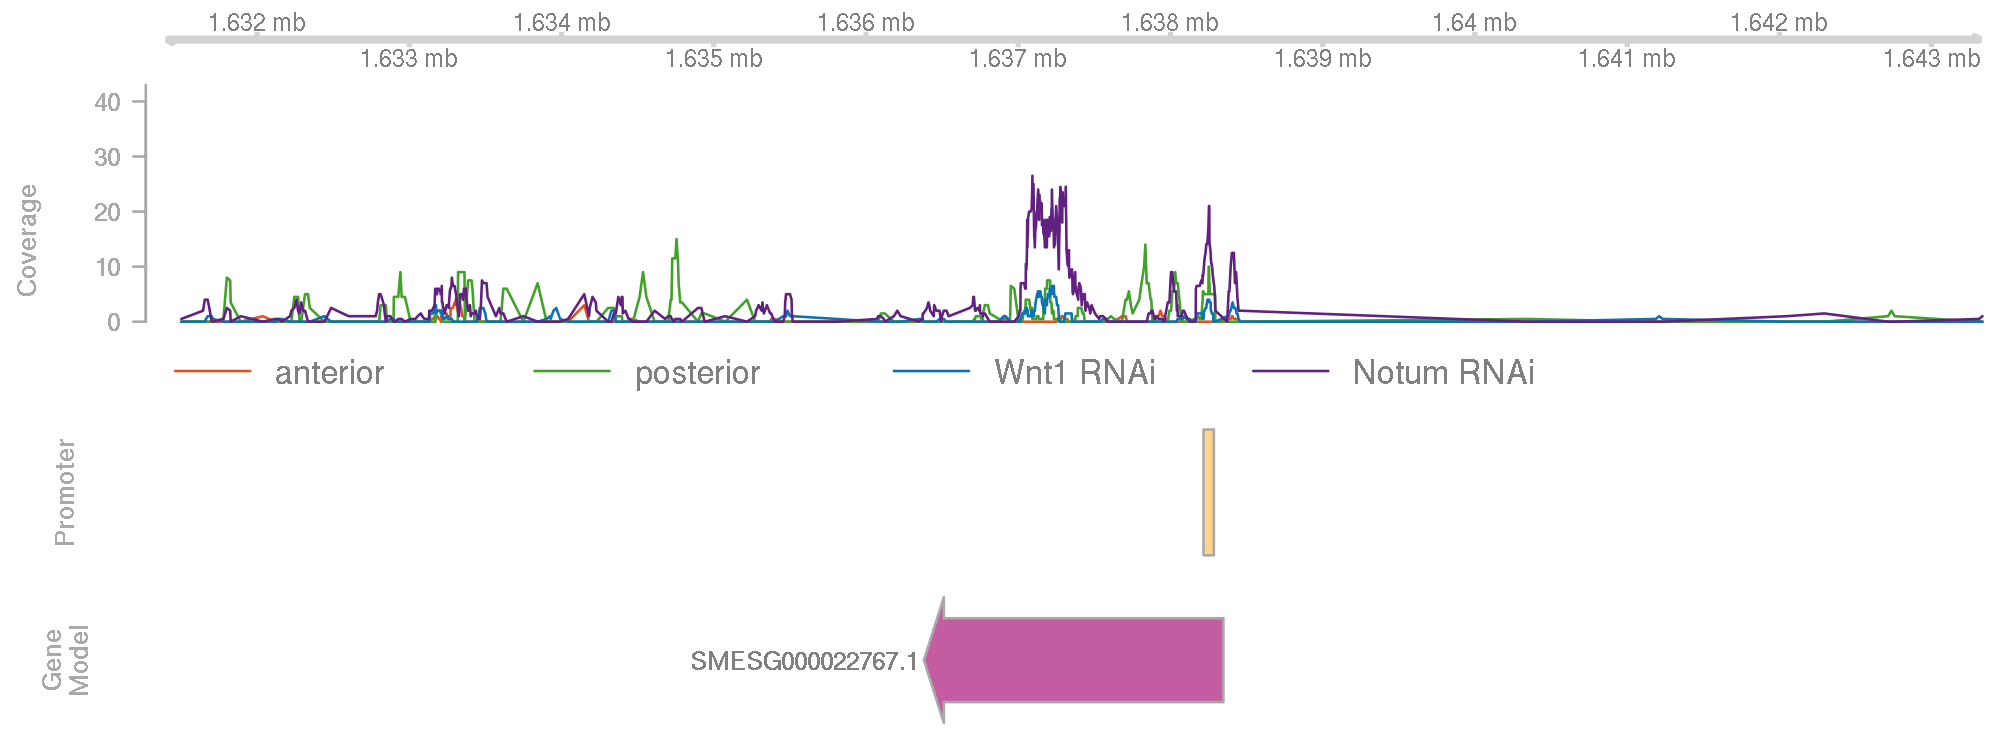 1.632 mb 1.634 mb 1.636 mb 1.638 mb 1.64 mb 1.642 mb
1.633 mb 1.635 mb 1.637 mb 1.639 mb 1.641 mb 1.643 mb
Coverage
40
30
20
10
0
anterior posterior Wnt1 RNAi Notum RNAi
Promoter
Gene
Model
SMESG000022767.1